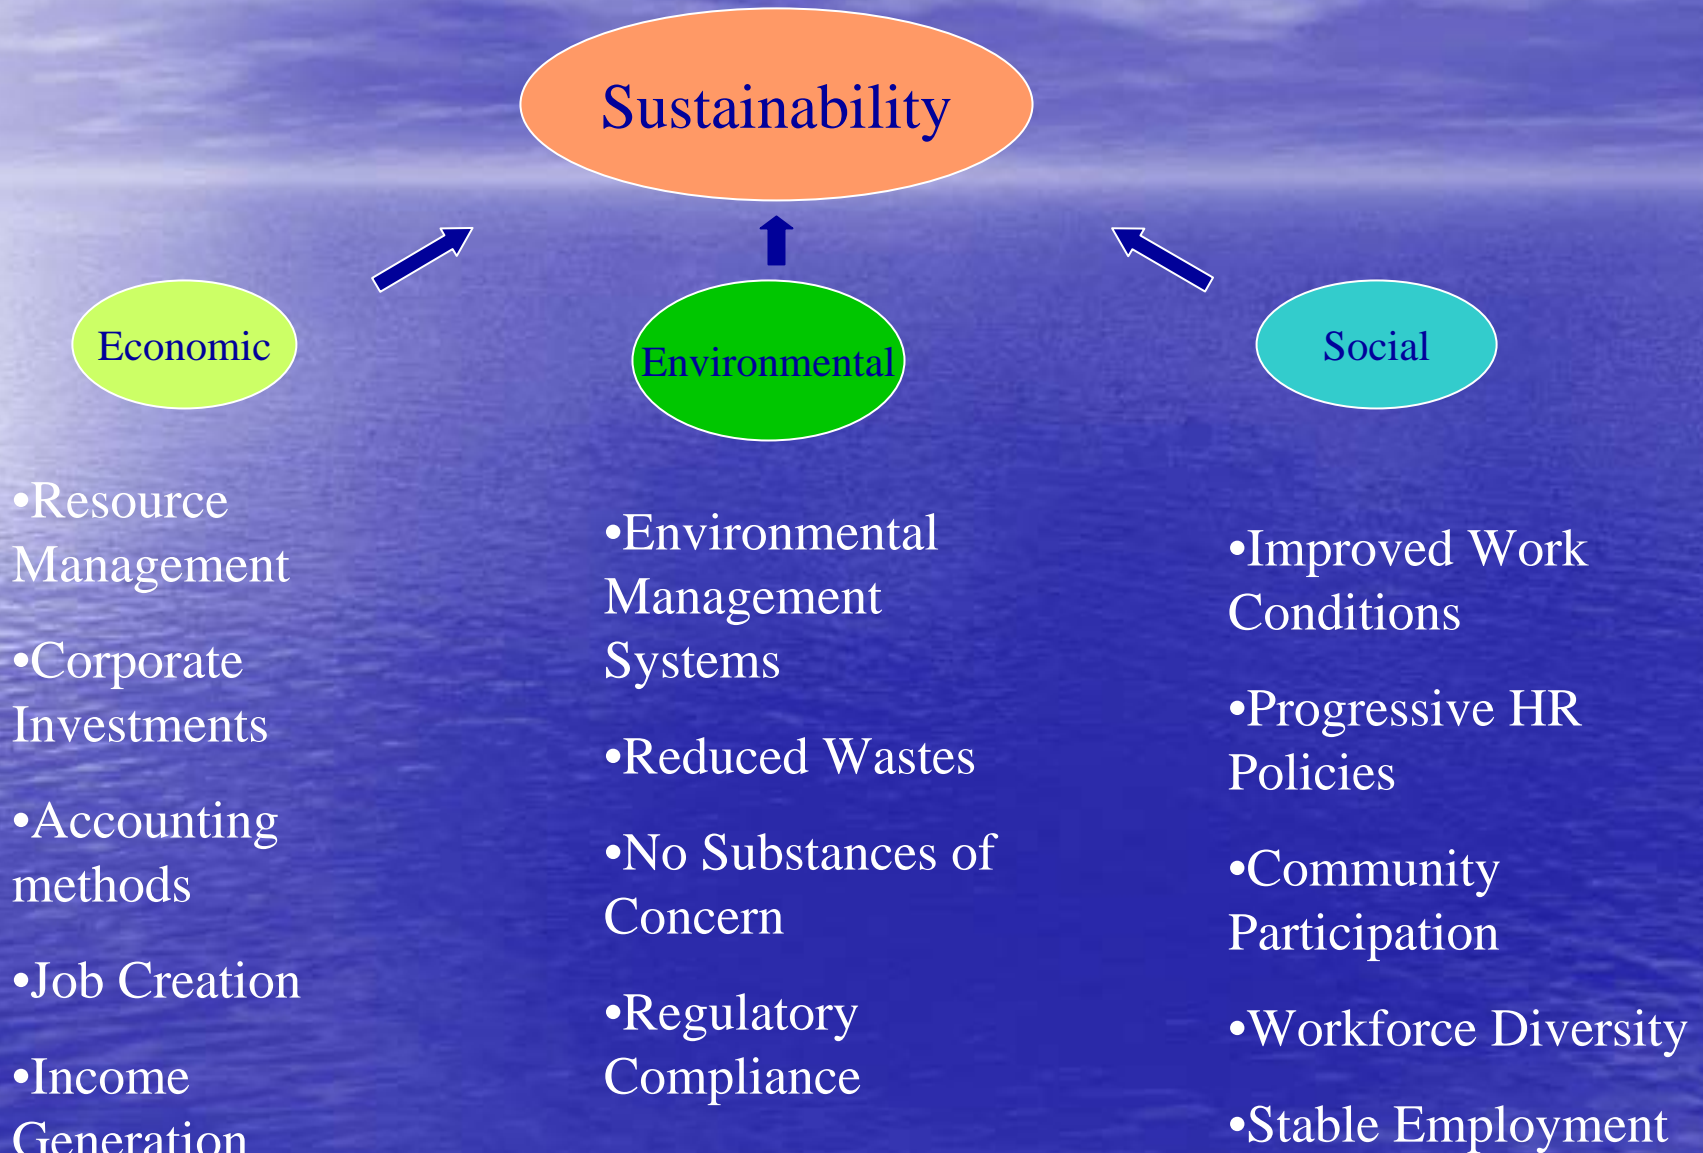 Sustainability
Economic
Environmental
Social
•Resource
Management
•Corporate
Investments
•Accounting
methods
•Job Creation
•Income
Generation
•Environmental
Management
Systems
•Reduced Wastes
•No Substances of
Concern
•Regulatory
Compliance
•Improved Work
Conditions
•Progressive HR
Policies
•Community
Participation
•Workforce Diversity
•Stable Employment